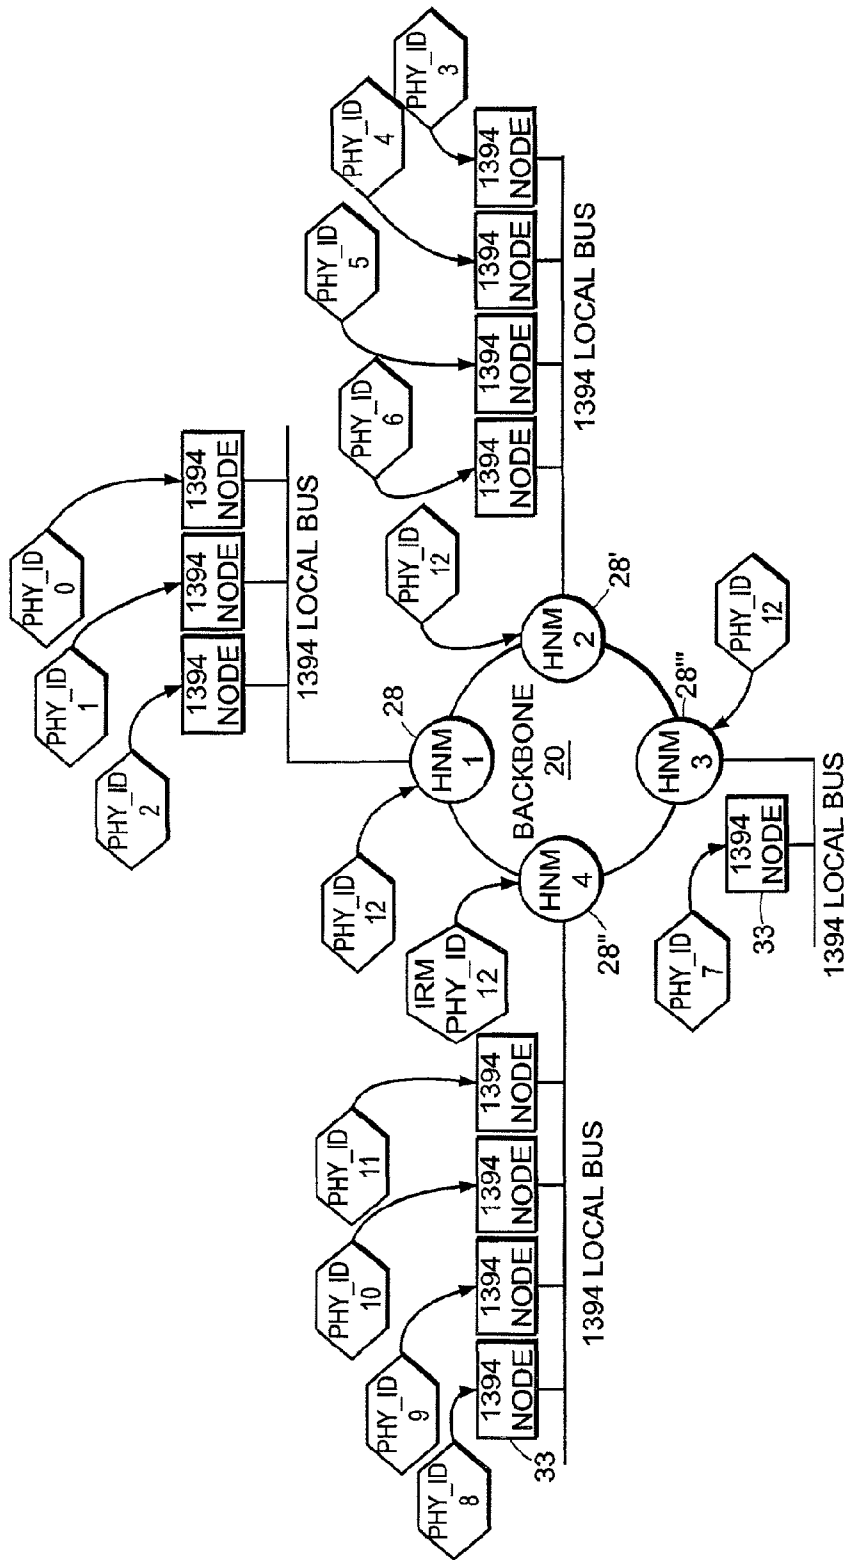 PHY_ID
0
PHY_ID
1
PHY_ID
2
1394
NODE
1394
NODE
1394
NODE
1394 LOCAL BUS
PHY_ID
3
PHY_ID
4
PHY_ID
5
PHY_ID
6
1394
NODE
1394
NODE
1394
NODE
1394
NODE
1394 LOCAL BUS
PHY_ID
12
HNM
1
28
PHY_ID
12
HNM
2
28'
BACKBONE
20
IRM
PHY_ID
12
HNM
4
28"
HNM
3
28'''
PHY_ID
12
PHY_ID
8
PHY_ID
9
PHY_ID
10
PHY_ID
11
1394
NODE
1394
NODE
1394
NODE
1394
NODE
33
1394 LOCAL BUS
PHY_ID
7
1394
NODE
33
1394 LOCAL BUS